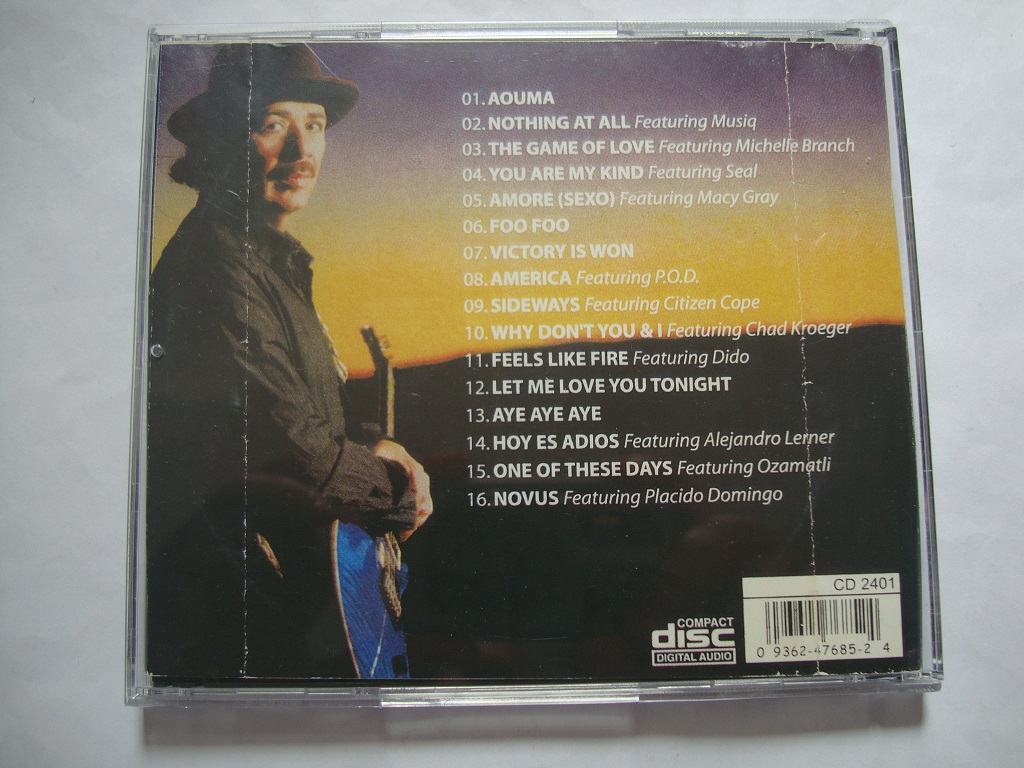 01. AOUMA
02. NOTHING AT ALL Featuring Musiq
03. THE GAME OF LOVE Featuring Michelle Branch
04. YOU ARE MY KIND Featuring Seal
05. AMORE (SEXO) Featuring Macy Gray
06. FOO FOO
07. VICTORY IS WON
08. AMERICA Featuring P.O.D.
09. SIDEWAYS Featuring Citizen Cope
10. WHY DON'T YOU & I Featuring Chad Kroeger
11. FEELS LIKE FIRE Featuring Dido
12. LET ME LOVE YOU TONIGHT
13. AYE AYE AYE
14. HOY ES ADIOS Featuring Alejandro Lerner
15. ONE OF THESE DAYS Featuring Ozamatli
16. NOVUS Featuring Placido Domingo
COMPACT
disc
DIGITAL AUDIO
CD 2401
0 9362-47685-2 4